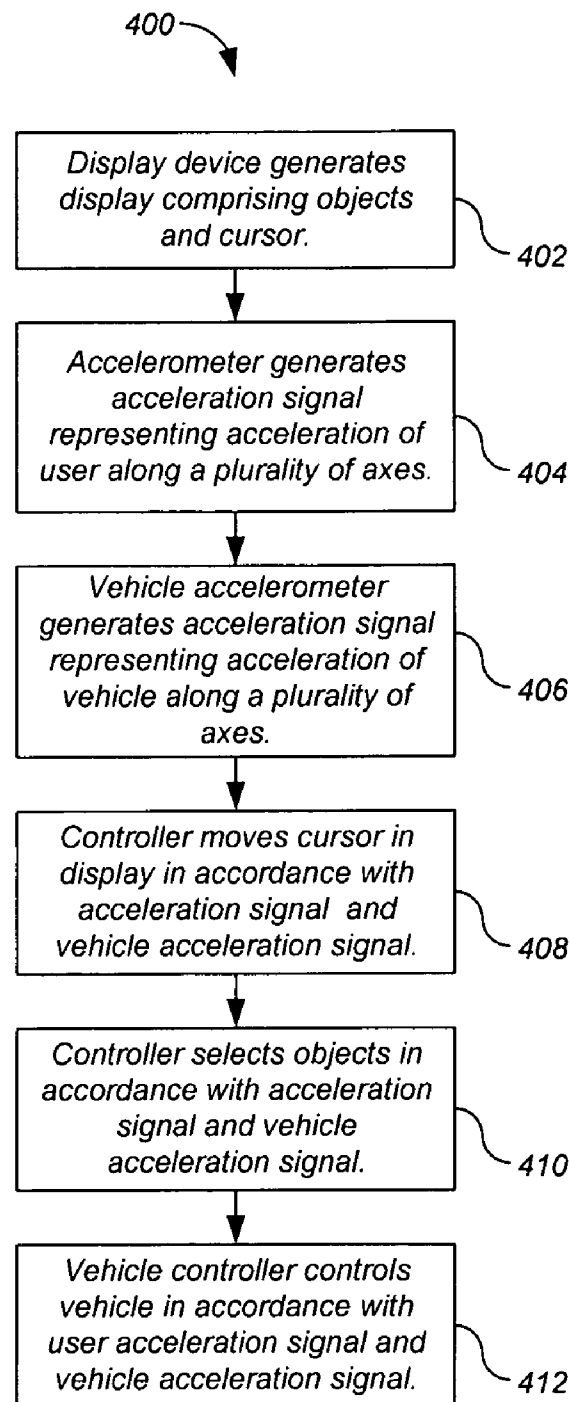 400
Display device generates
display comprising objects
and cursor.
402
Accelerometer generates
acceleration signal
representing acceleration of
user along a plurality of axes.
404
Vehicle accelerometer
generates acceleration signal
representing acceleration of
vehicle along a plurality of
axes.
406
Controller moves cursor in
display in accordance with
acceleration signal and
vehicle acceleration signal.
408
Controller selects objects in
accordance with acceleration
signal and vehicle
acceleration signal.
410
Vehicle controller controls
vehicle in accordance with
user acceleration signal and
vehicle acceleration signal.
412